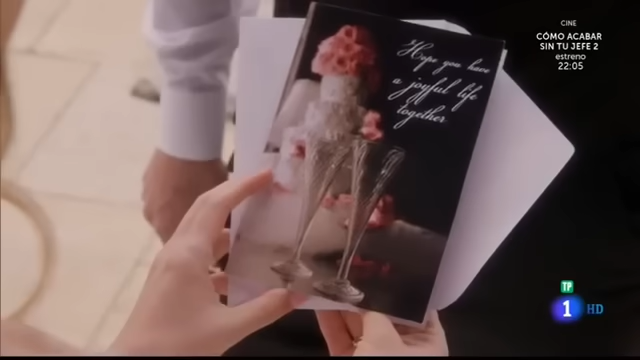 CINE
CÓMO ACABAR
SIN TU JEFE 2
estreno
22:05
Hope you have
a joyful life
together
TP
1 HD